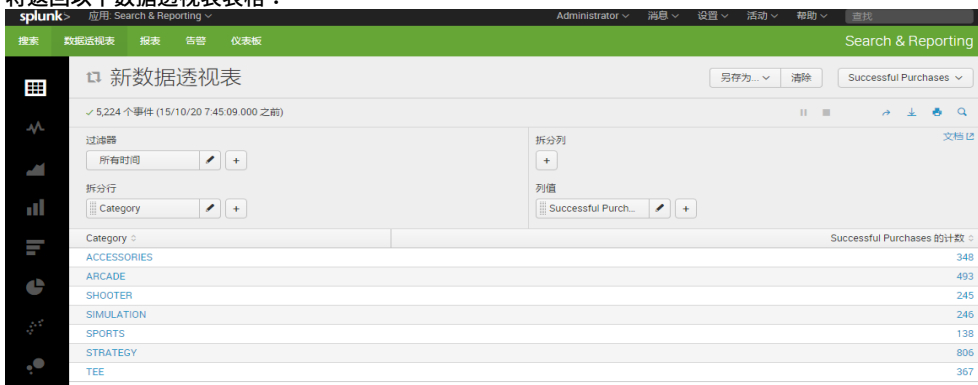 将返回以下数据透视表表格：
splunk> 应用: Search & Reporting Administrator 消息 设置 活动 帮助 查找
搜索 数据透视表 报表 告警 仪表板 Search & Reporting
新数据透视表 另存为... 清除 Successful Purchases
✓ 5,224 个事件 (15/10/20 7:45:09.000 之前)
过滤器 拆分列 文档
所有时间 + +
拆分行 列值
Category + Successful Purch... +
Category Successful Purchases 的计数
ACCESSORIES 348
ARCADE 493
SHOOTER 245
SIMULATION 246
SPORTS 138
STRATEGY 806
TEE 367